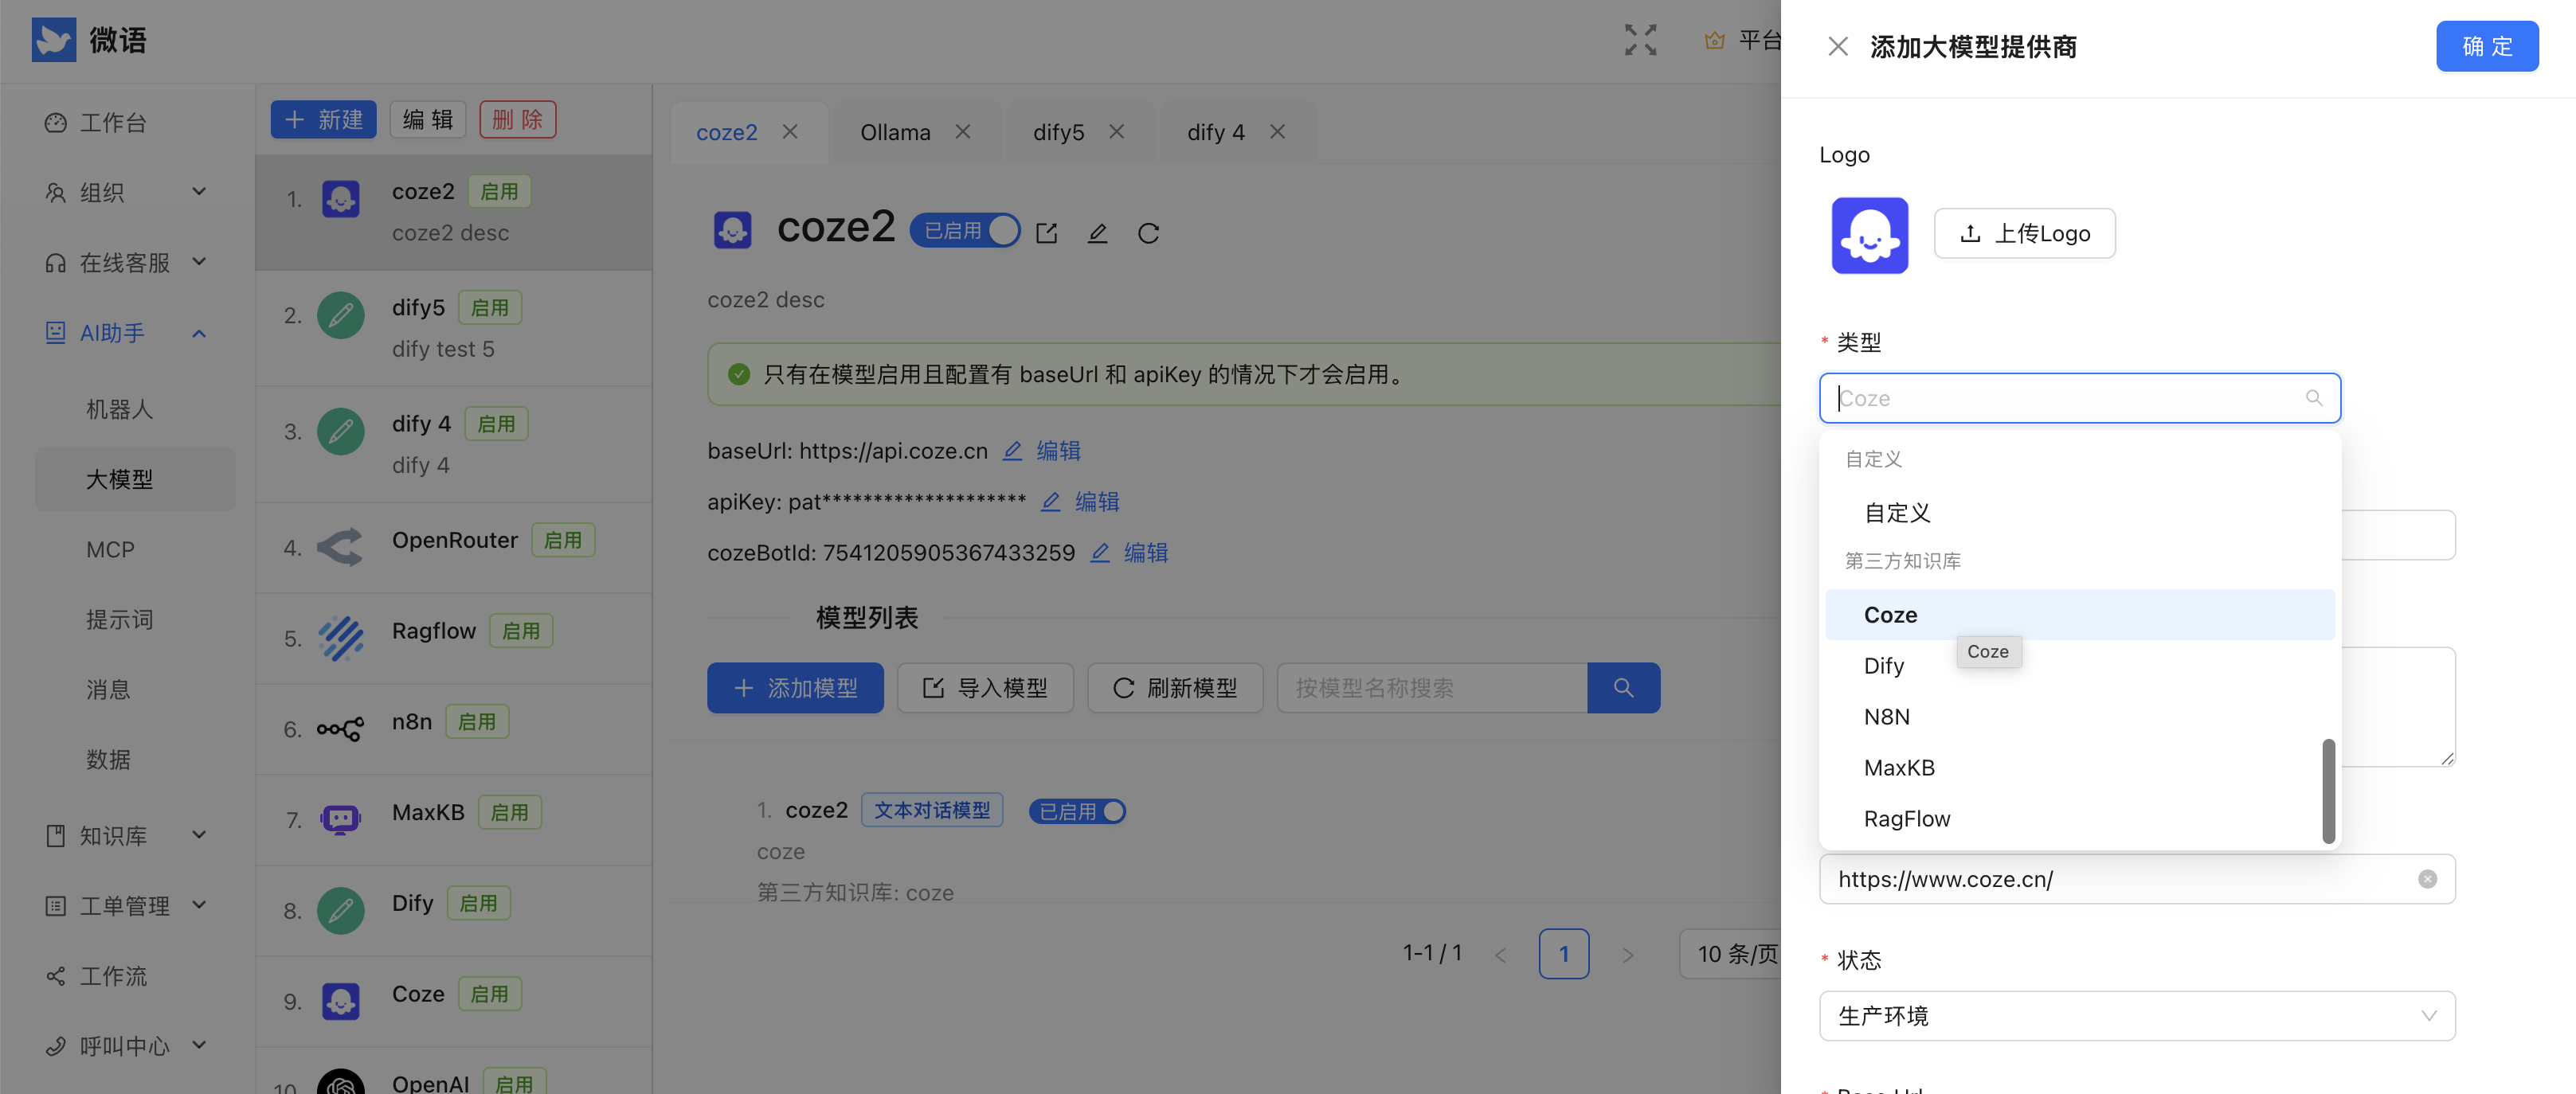 微语
平台
工作台
组织
在线客服
AI助手
机器人
大模型
MCP
提示词
消息
数据
知识库
工单管理
工作流
呼叫中心
新建 编 辑 删 除
1. coze2 启用
coze2 desc
2. dify5 启用
dify test 5
3. dify 4 启用
dify 4
4. OpenRouter 启用
5. Ragflow 启用
6. n8n 启用
7. MaxKB 启用
8. Dify 启用
9. Coze 启用
10. OpenAI 启用
coze2 Ollama dify5 dify 4
coze2 已启用
coze2 desc
只有在模型启用且配置有 baseUrl 和 apiKey 的情况下才会启用。
baseUrl: https://api.coze.cn 编辑
apiKey: pat******************** 编辑
cozeBotId: 7541205905367433259 编辑
模型列表
添加模型 导入模型 刷新模型 按模型名称搜索
1. coze2 文本对话模型 已启用
coze
第三方知识库: coze
1-1 / 1 < 1 > 10 条/页
添加大模型提供商 确 定
Logo
上传Logo
* 类型
Coze
自定义
自定义
第三方知识库
Coze
Coze
Dify
N8N
MaxKB
RagFlow
https://www.coze.cn/
* 状态
生产环境
* Base Url